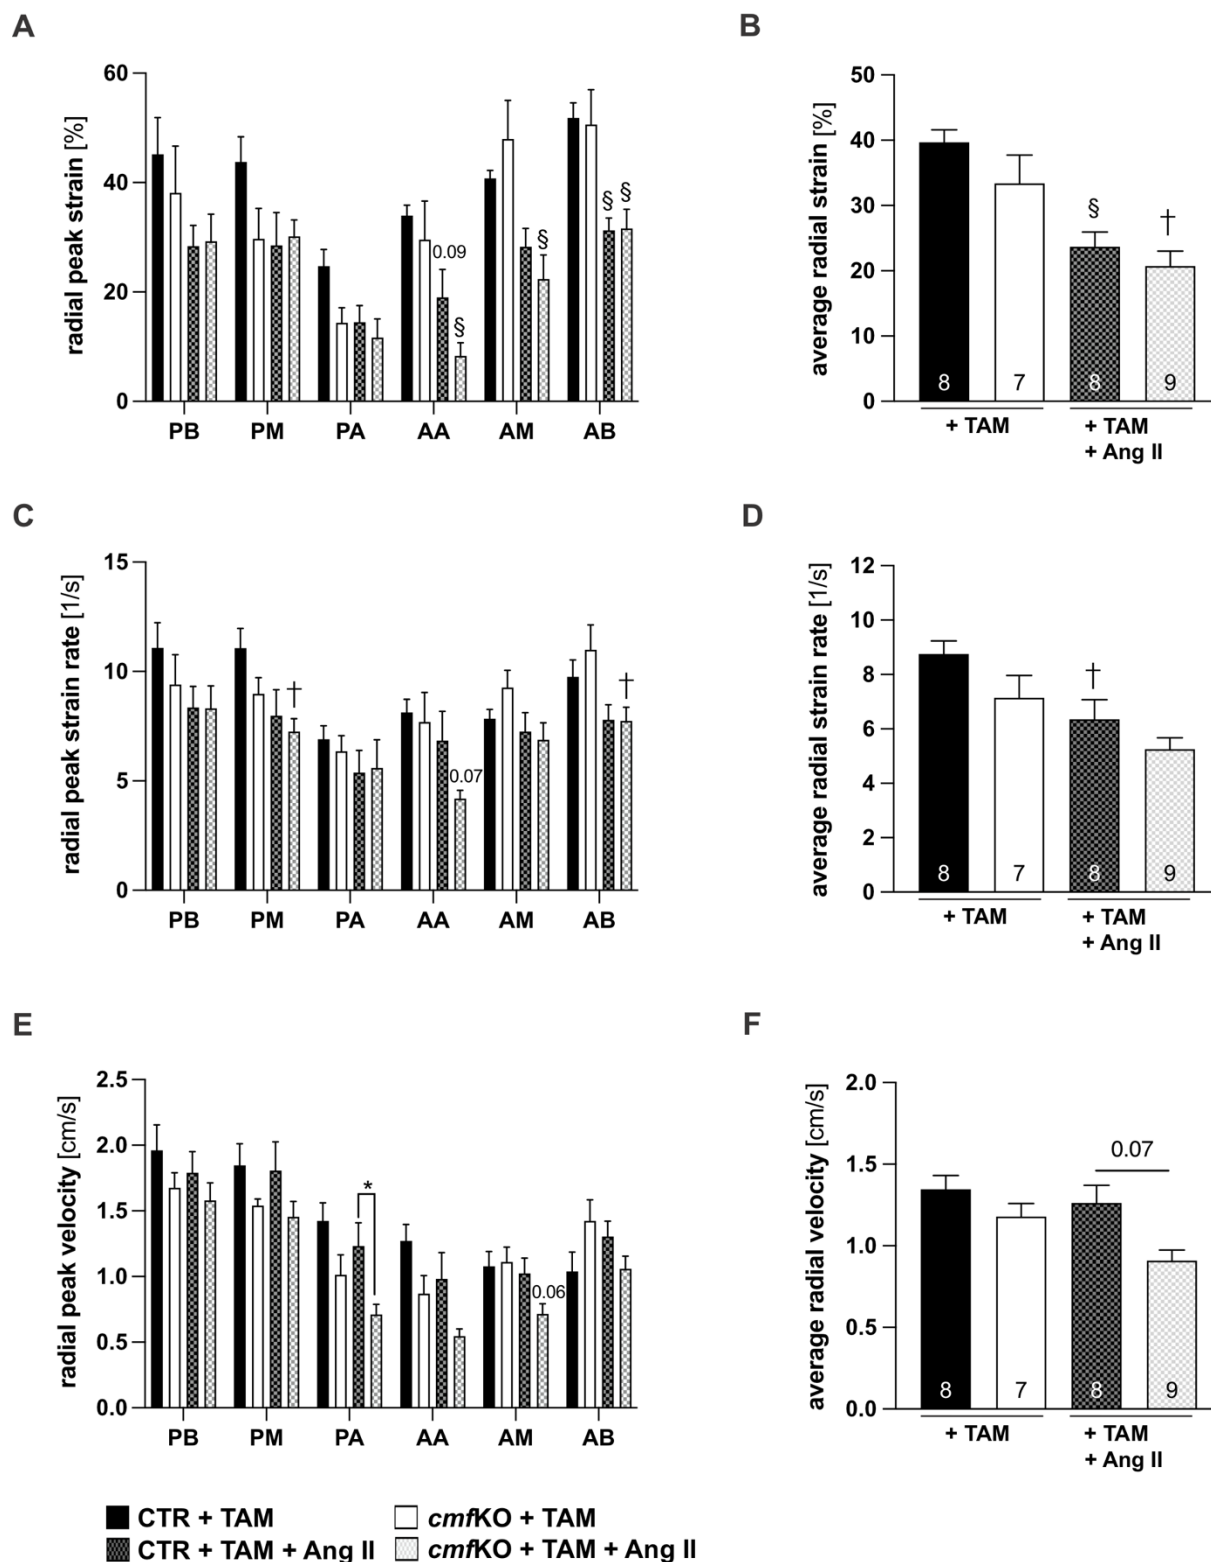 A
radial peak strain [%]
60
40
20
0
0.09
§
§
§
§
PB PM PA AA AM AB
B
average radial strain [%]
50
40
30
20
10
0
§
†
8 7 8 9
+ TAM
+ TAM
+ Ang II
C
radial peak strain rate [1/s]
15
10
5
0
†
0.07
†
PB PM PA AA AM AB
D
average radial strain rate [1/s]
12
10
8
6
4
2
0
†
8 7 8 9
+ TAM
+ TAM
+ Ang II
E
radial peak velocity [cm/s]
2.5
2.0
1.5
1.0
0.5
0.0
*
0.06
PB PM PA AA AM AB
F
average radial velocity [cm/s]
2.0
1.5
1.0
0.5
0.0
0.07
8 7 8 9
+ TAM
+ TAM
+ Ang II
CTR + TAM
cmfKO + TAM
CTR + TAM + Ang II
cmfKO + TAM + Ang II